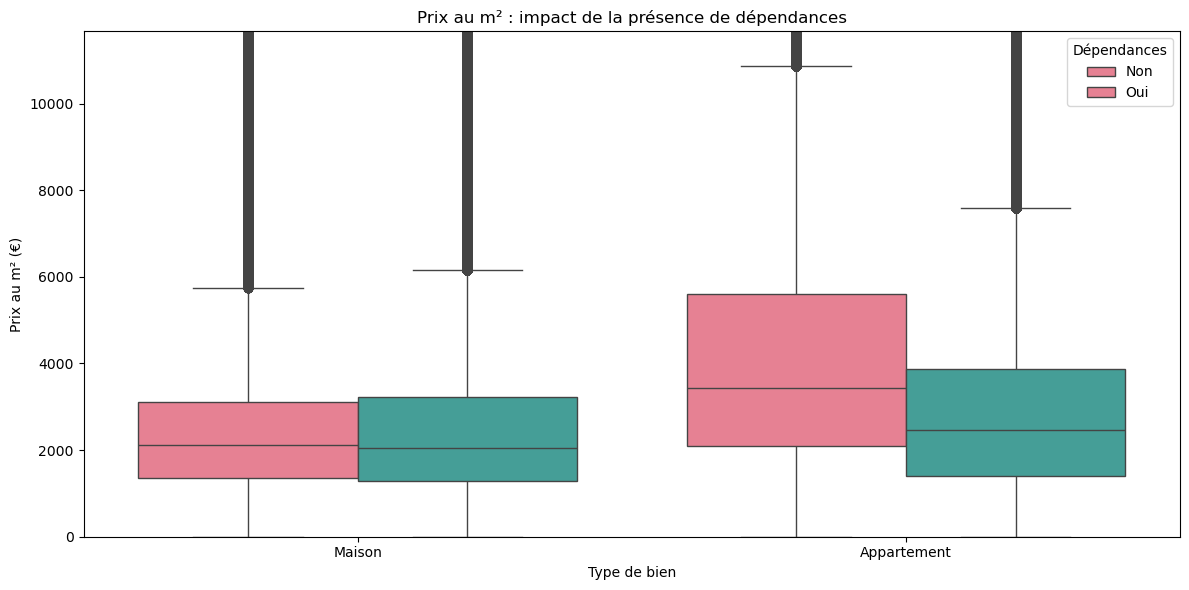 Prix au m² : impact de la présence de dépendances
Dépendances
Non
Oui
Prix au m² (€)
10000
8000
6000
4000
2000
0
Maison
Appartement
Type de bien